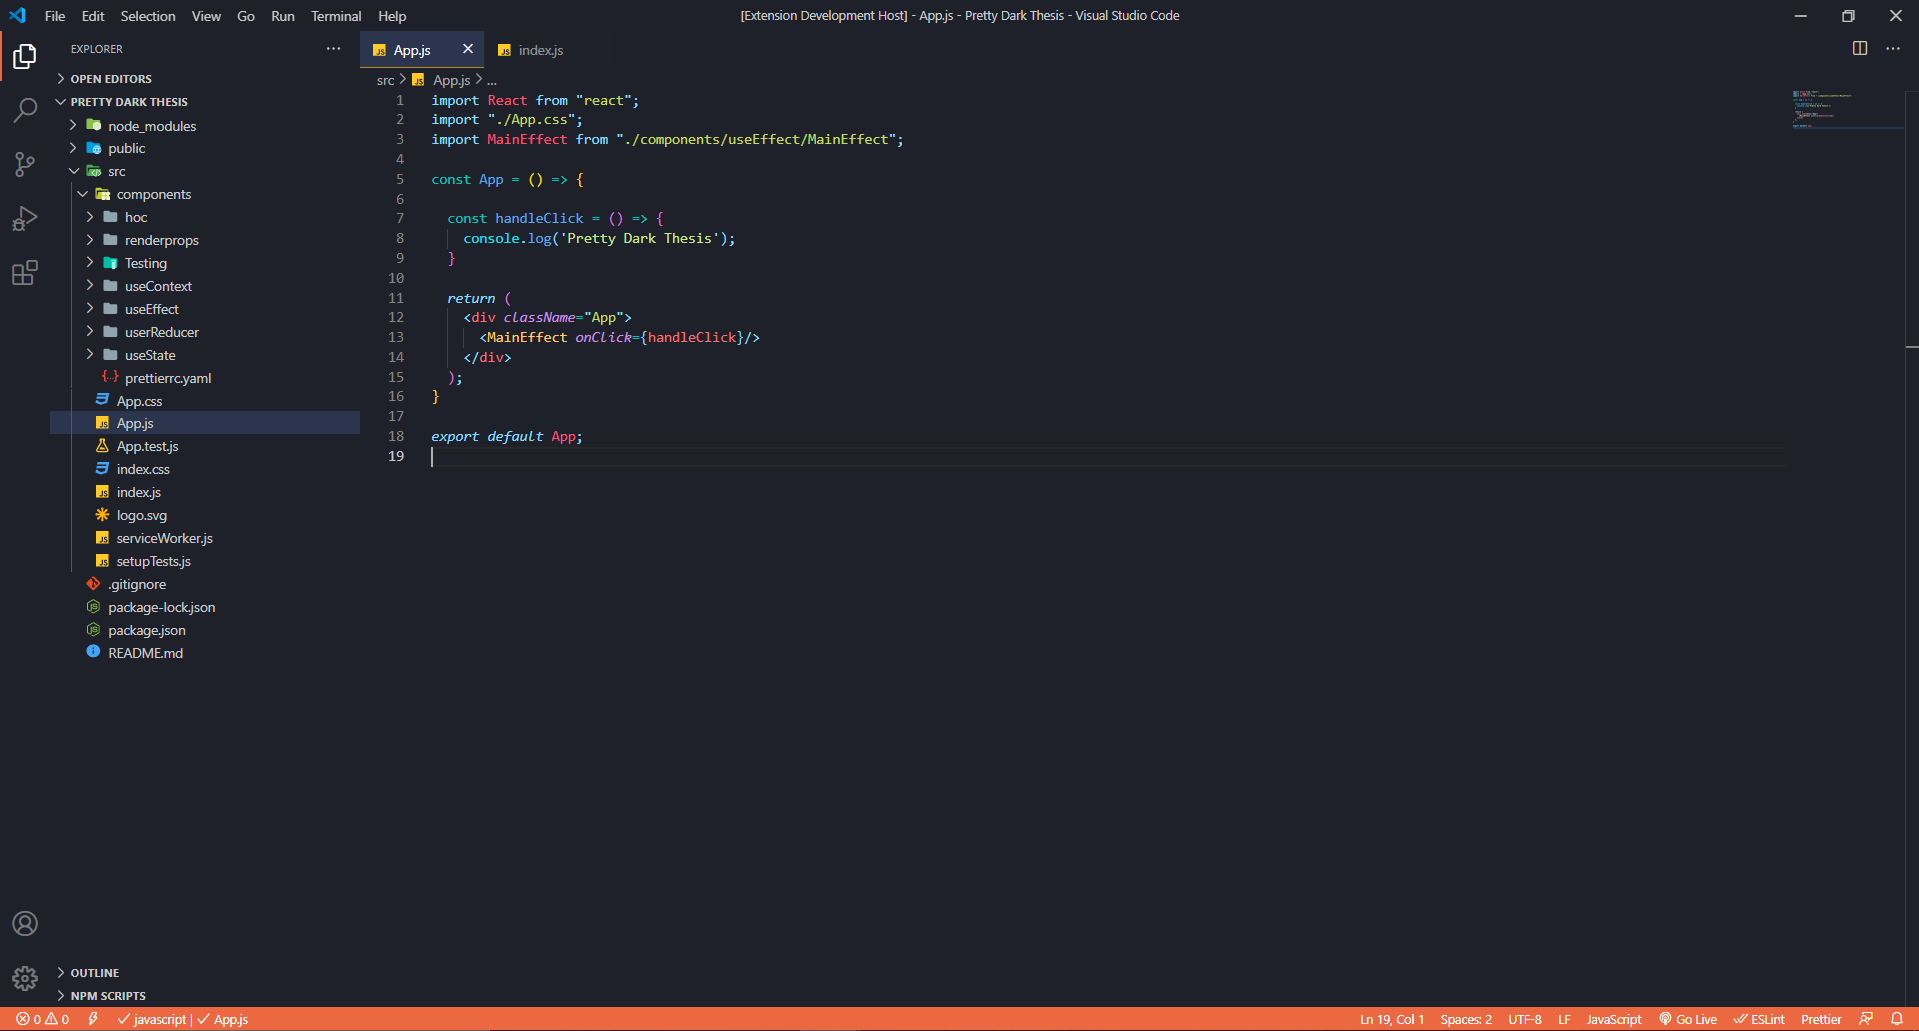 File Edit Selection View Go Run Terminal Help
[Extension Development Host] - App.js - Pretty Dark Thesis - Visual Studio Code
EXPLORER
OPEN EDITORS
PRETTY DARK THESIS
node_modules
public
src
components
hoc
renderprops
Testing
useContext
useEffect
userReducer
useState
prettierrc.yaml
App.css
App.js
App.test.js
index.css
index.js
logo.svg
serviceWorker.js
setupTests.js
.gitignore
package-lock.json
package.json
README.md
OUTLINE
NPM SCRIPTS
App.js index.js
src > App.js > ...
1 import React from "react";
2 import "./App.css";
3 import MainEffect from "./components/useEffect/MainEffect";
4
5 const App = () => {
6
7 const handleClick = () => {
8 console.log('Pretty Dark Thesis');
9 }
10
11 return (
12 <div className="App">
13 <MainEffect onClick={handleClick}/>
14 </div>
15 );
16 }
17
18 export default App;
19
0 0 javascript | App.js
Ln 19, Col 1 Spaces: 2 UTF-8 LF JavaScript Go Live ESLint Prettier